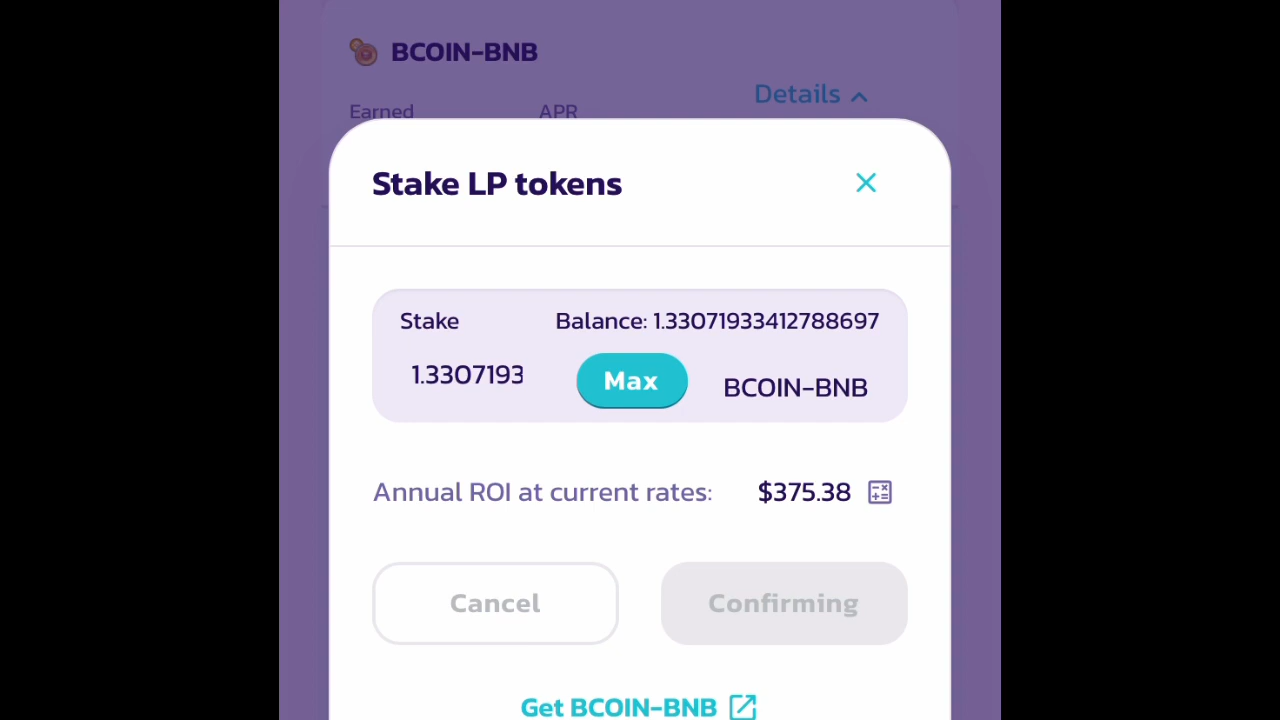 BCOIN-BNB
Details
Earned APR
Stake LP tokens
Stake Balance: 1.33071933412788697
1.3307193 Max BCOIN-BNB
Annual ROI at current rates: $375.38
Cancel Confirming
Get BCOIN-BNB